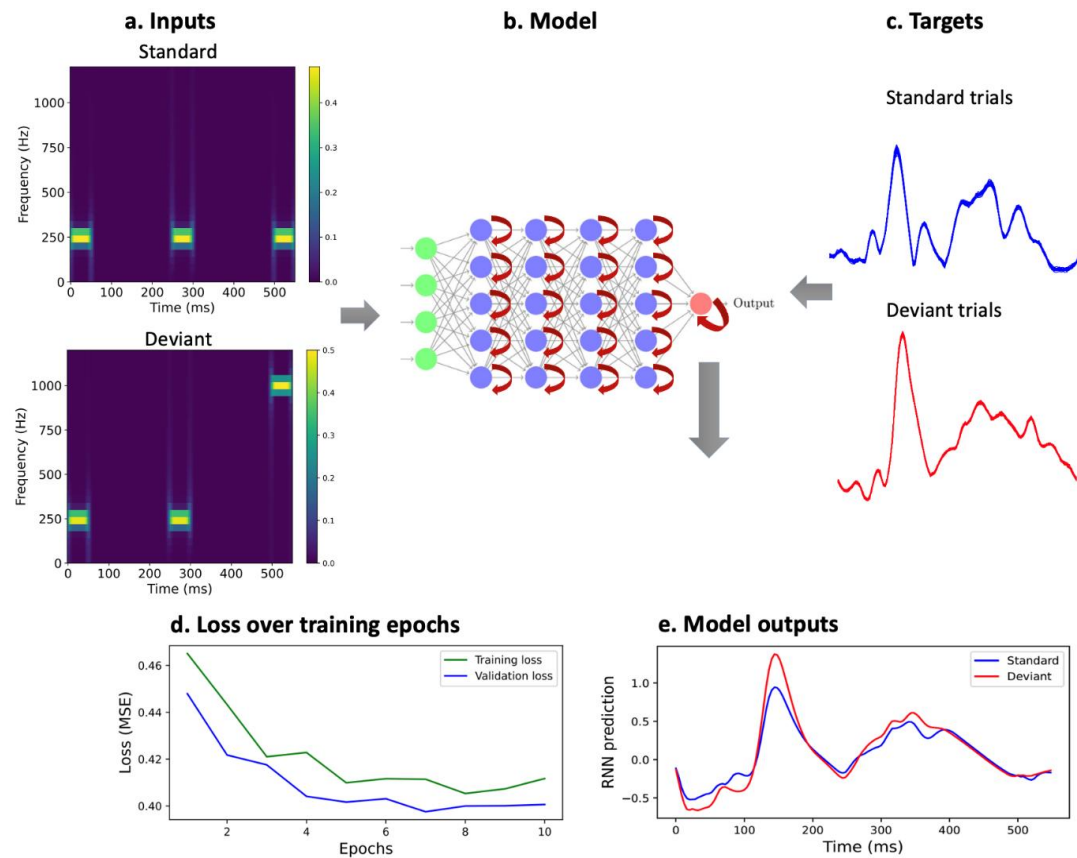 a. Inputs
b. Model
c. Targets
Standard
1000
750
500
250
0
Frequency (Hz)
0 100 200 300 400 500
Time (ms)
0.4
0.3
0.2
0.1
0.0
Deviant
1000
750
500
250
0
Frequency (Hz)
0 100 200 300 400 500
Time (ms)
0.5
0.4
0.3
0.2
0.1
0.0
Output
Standard trials
Deviant trials
d. Loss over training epochs
Training loss
Validation loss
0.46
0.44
0.42
0.40
Loss (MSE)
2 4 6 8 10
Epochs
e. Model outputs
Standard
Deviant
1.0
0.5
0.0
−0.5
RNN prediction
0 100 200 300 400 500
Time (ms)